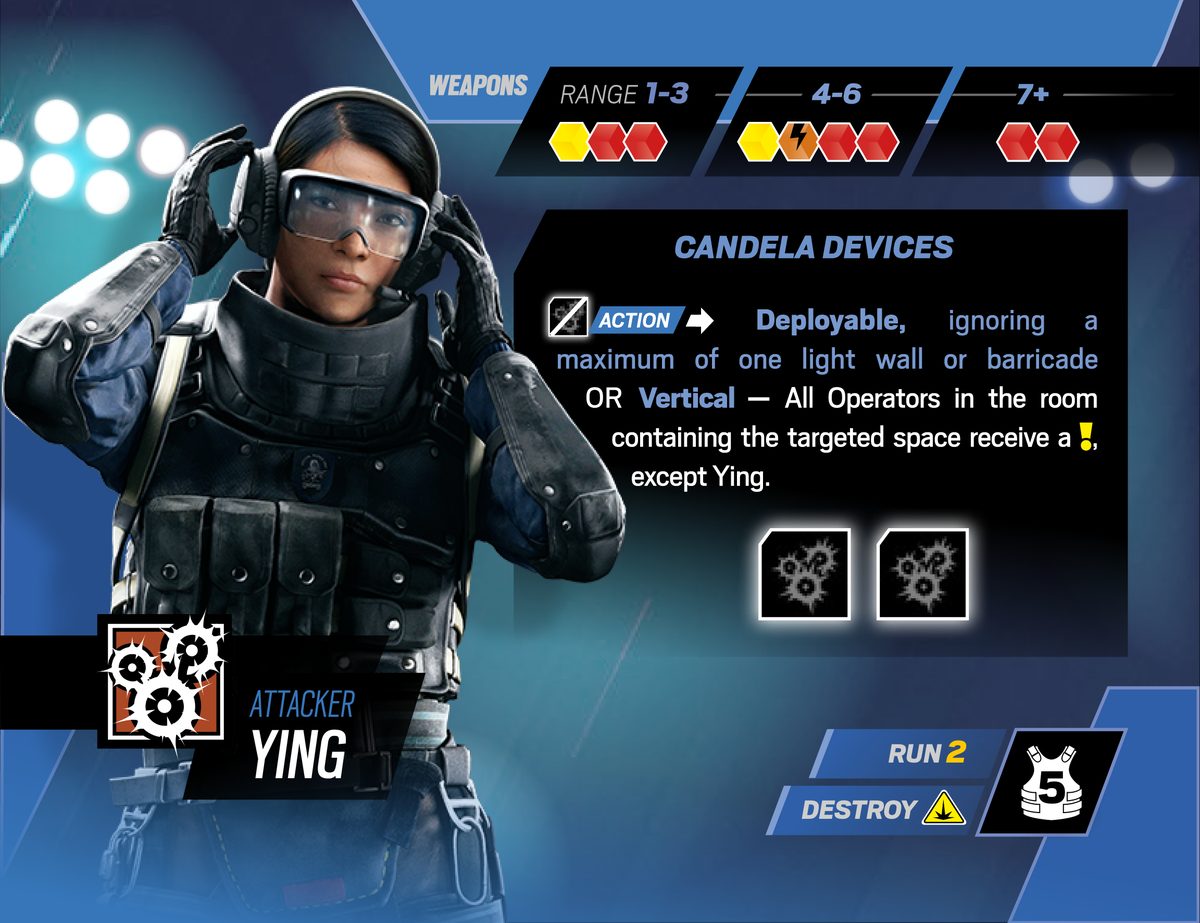 WEAPONS
RANGE 1-3
4-6
7+
CANDELA DEVICES
ACTION Deployable, ignoring a
maximum of one light wall or barricade
OR Vertical — All Operators in the room
containing the targeted space receive a !,
except Ying.
ATTACKER
YING
RUN 2
DESTROY
5